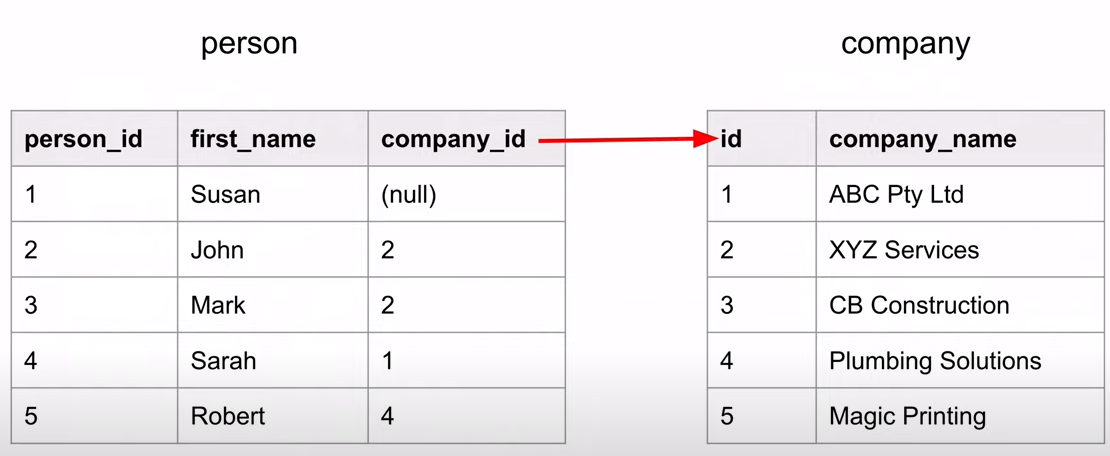 person
company
person_id first_name company_id
1 Susan (null)
2 John 2
3 Mark 2
4 Sarah 1
5 Robert 4
id company_name
1 ABC Pty Ltd
2 XYZ Services
3 CB Construction
4 Plumbing Solutions
5 Magic Printing